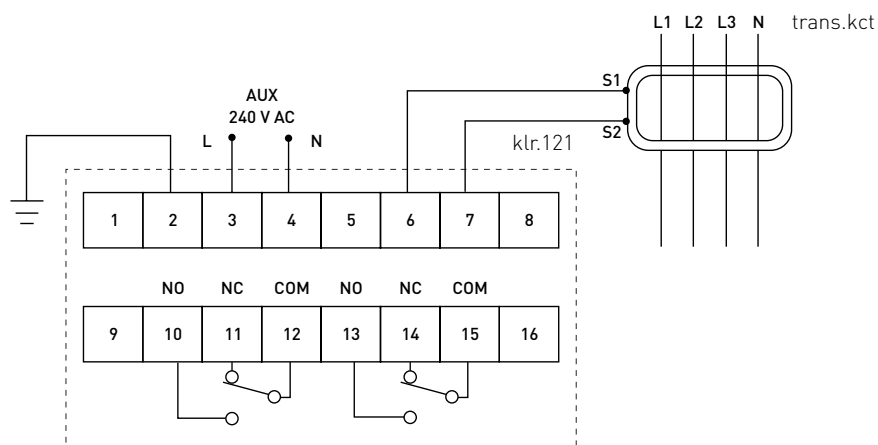 L1 L2 L3 N trans.kct
S1
AUX
240 V AC
S2
L N klr.121
1 2 3 4 5 6 7 8
NO NC COM NO NC COM
9 10 11 12 13 14 15 16